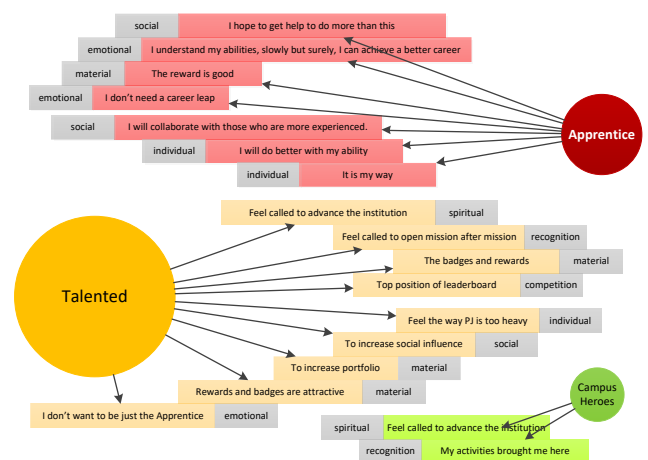 social I hope to get help to do more than this
emotional I understand my abilities, slowly but surely, I can achieve a better career
material The reward is good
emotional I don't need a career leap
social I will collaborate with those who are more experienced.
individual I will do better with my ability
individual It is my way
Apprentice
Talented
Feel called to advance the institution spiritual
Feel called to open mission after mission recognition
The badges and rewards material
Top position of leaderboard competition
Feel the way PJ is too heavy individual
To increase social influence social
To increase portfolio material
Rewards and badges are attractive material
I don't want to be just the Apprentice emotional
Campus
Heroes
spiritual Feel called to advance the institution
recognition My activities brought me here